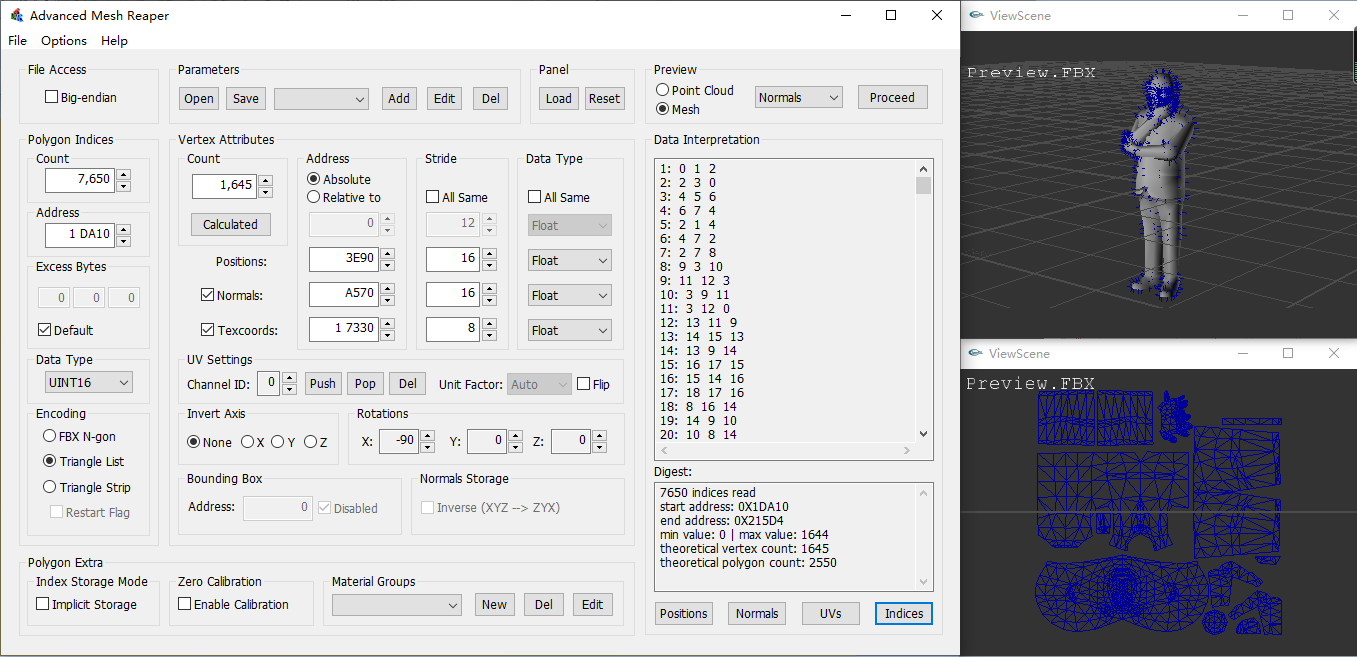 Advanced Mesh Reaper
File Options Help
File Access
Big-endian
Parameters
Open Save Add Edit Del
Panel
Load Reset
Preview
Point Cloud
Mesh
Normals
Proceed
Polygon Indices
Count
7,650
Address
1 DA10
Excess Bytes
0 0 0
Default
Data Type
UINT16
Encoding
FBX N-gon
Triangle List
Triangle Strip
Restart Flag
Vertex Attributes
Count
1,645
Calculated
Address
Absolute
Relative to
0
Stride
All Same
12
Data Type
All Same
Float
Positions: 3E90 16 Float
Normals: A570 16 Float
Texcoords: 1 7330 8 Float
UV Settings
Channel ID: 0 Push Pop Del Unit Factor: Auto Flip
Invert Axis
None X Y Z
Rotations
X: -90 Y: 0 Z: 0
Bounding Box
Address: 0 Disabled
Normals Storage
Inverse (XYZ --> ZYX)
Polygon Extra
Index Storage Mode
Implicit Storage
Zero Calibration
Enable Calibration
Material Groups
New Del Edit
Data Interpretation
1: 0 1 2
2: 2 3 0
3: 4 5 6
4: 6 7 4
5: 2 1 4
6: 4 7 2
7: 2 7 8
8: 9 3 10
9: 11 12 3
10: 3 9 11
11: 3 12 0
12: 13 11 9
13: 14 15 13
14: 13 9 14
15: 16 17 15
16: 15 14 16
17: 18 17 16
18: 8 16 14
19: 14 9 10
20: 10 8 14
Digest:
7650 indices read
start address: 0X1DA10
end address: 0X215D4
min value: 0 | max value: 1644
theoretical vertex count: 1645
theoretical polygon count: 2550
Positions Normals UVs Indices
ViewScene
Preview.FBX
ViewScene
Preview.FBX